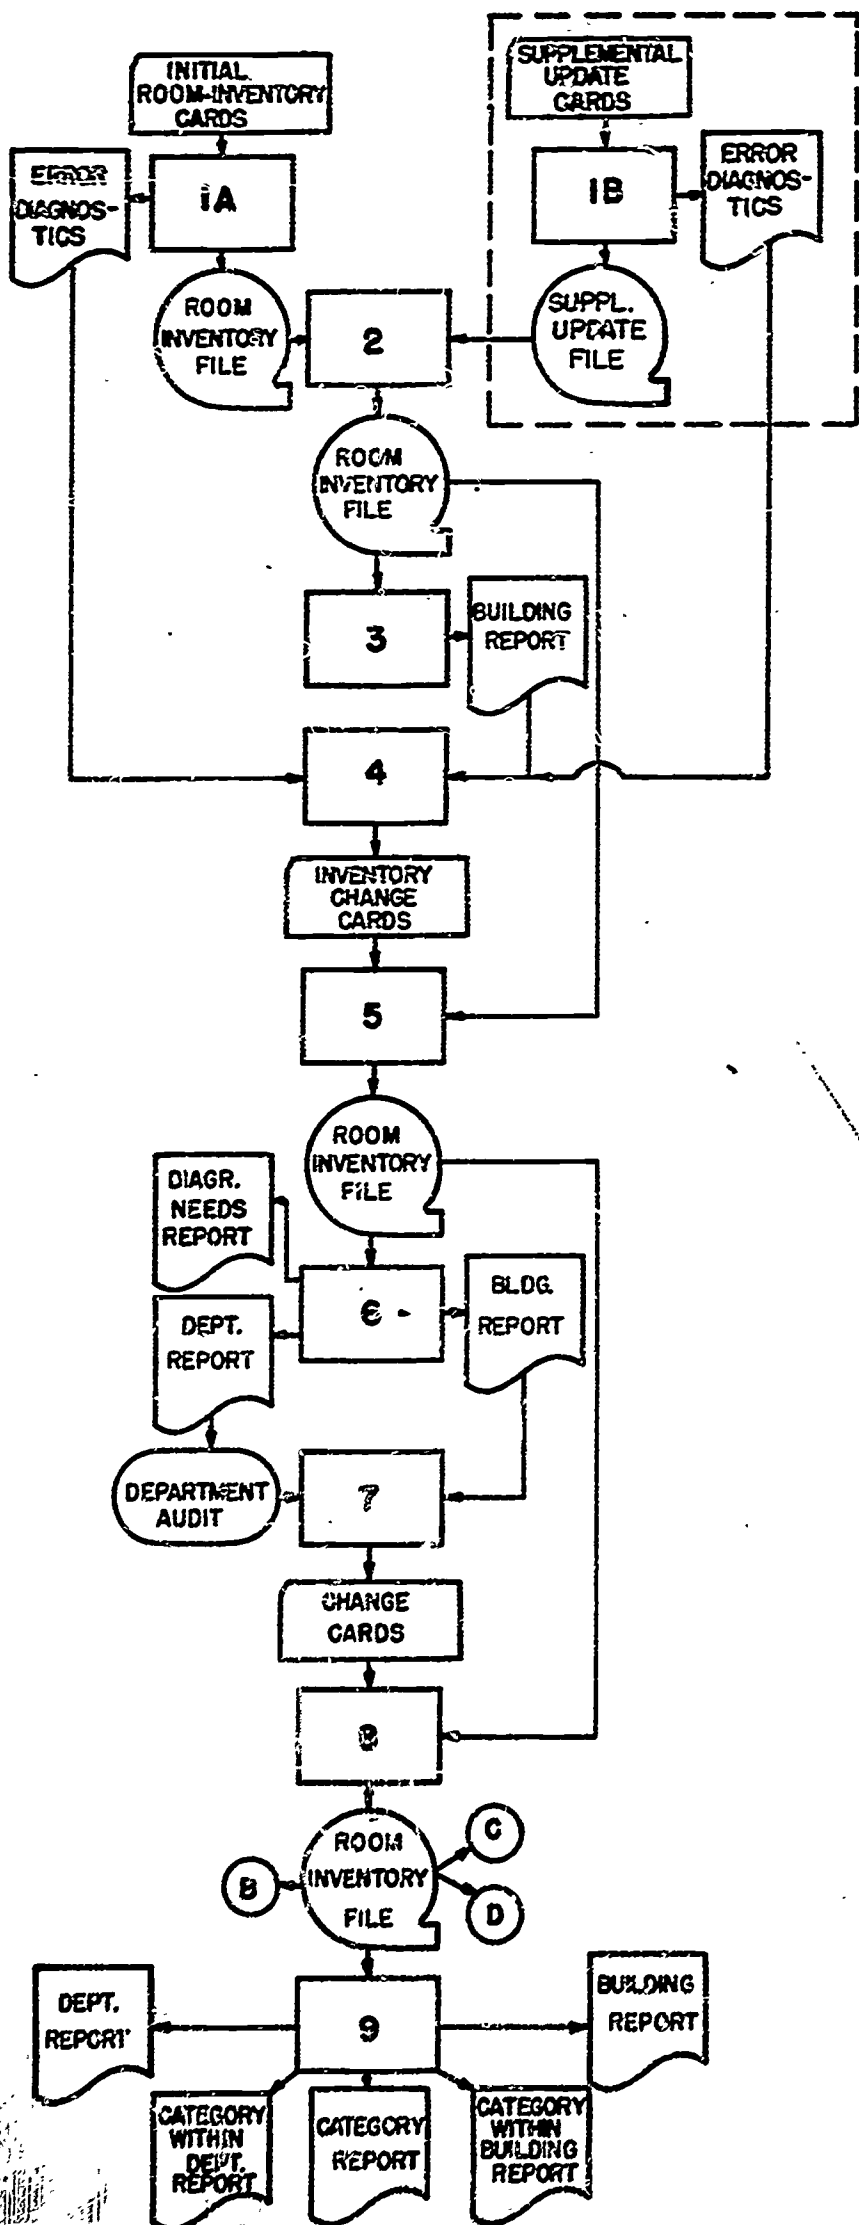 INITIAL
ROOM-INVENTORY
CARDS
SUPPLEMENTAL
UPDATE
CARDS
ERROR
DIAGNOS-
TICS
1A
1B
ERROR
DIAGNOS-
TICS
ROOM
INVENTORY
FILE
2
SUPPL.
UPDATE
FILE
ROOM
INVENTORY
FILE
3
BUILDING
REPORT
4
INVENTORY
CHANGE
CARDS
5
ROOM
INVENTORY
FILE
DIAGR.
NEEDS
REPORT
6
BLDG.
REPORT
DEPT.
REPORT
DEPARTMENT
AUDIT
7
CHANGE
CARDS
8
ROOM
INVENTORY
FILE
B
C
D
DEPT.
REPORT
9
BUILDING
REPORT
CATEGORY
WITHIN
DEPT.
REPORT
CATEGORY
REPORT
CATEGORY
WITHIN
BUILDING
REPORT